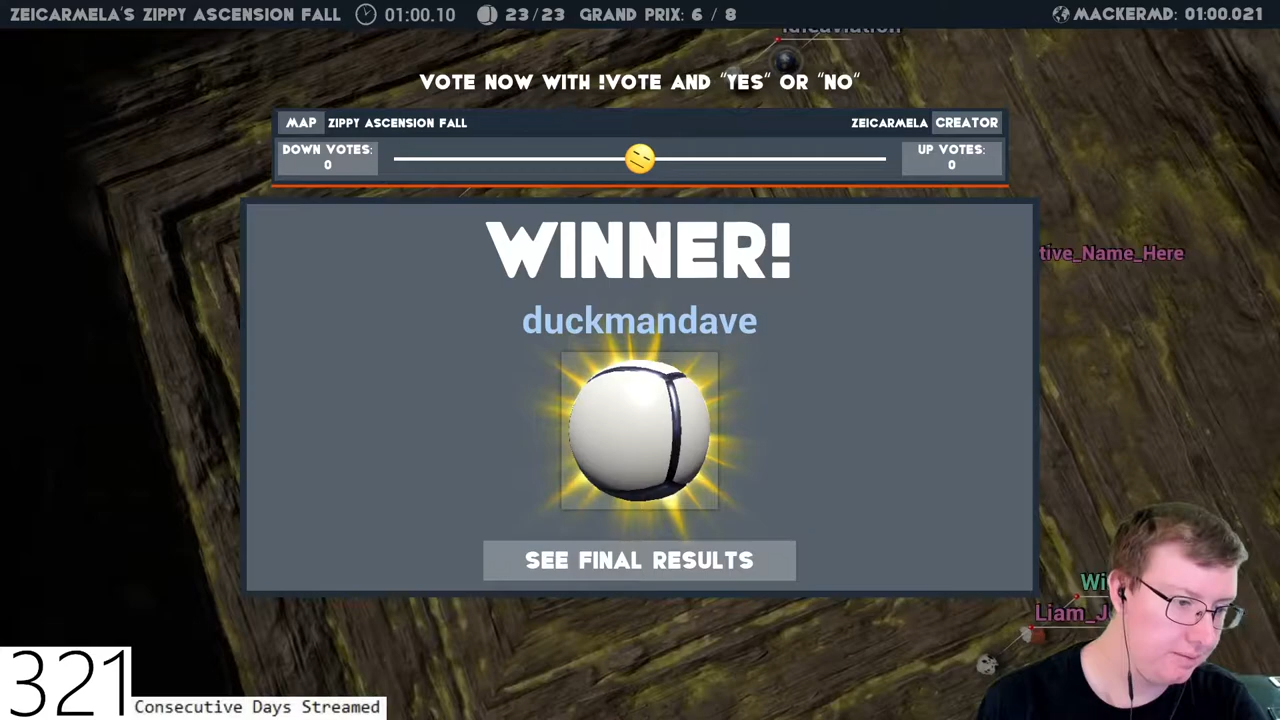 ZEICARMELA'S ZIPPY ASCENSION FALL 01:00.10 23/23 GRAND PRIX: 6 / 8 MACKERMD: 01:00.021
VOTE NOW WITH !VOTE AND "YES" OR "NO"
MAP ZIPPY ASCENSION FALL ZEICARMELA CREATOR
DOWN VOTES: UP VOTES:
0 0
WINNER!
tive_Name_Here
duckmandave
SEE FINAL RESULTS
Wi
Liam_J
321 Consecutive Days Streamed